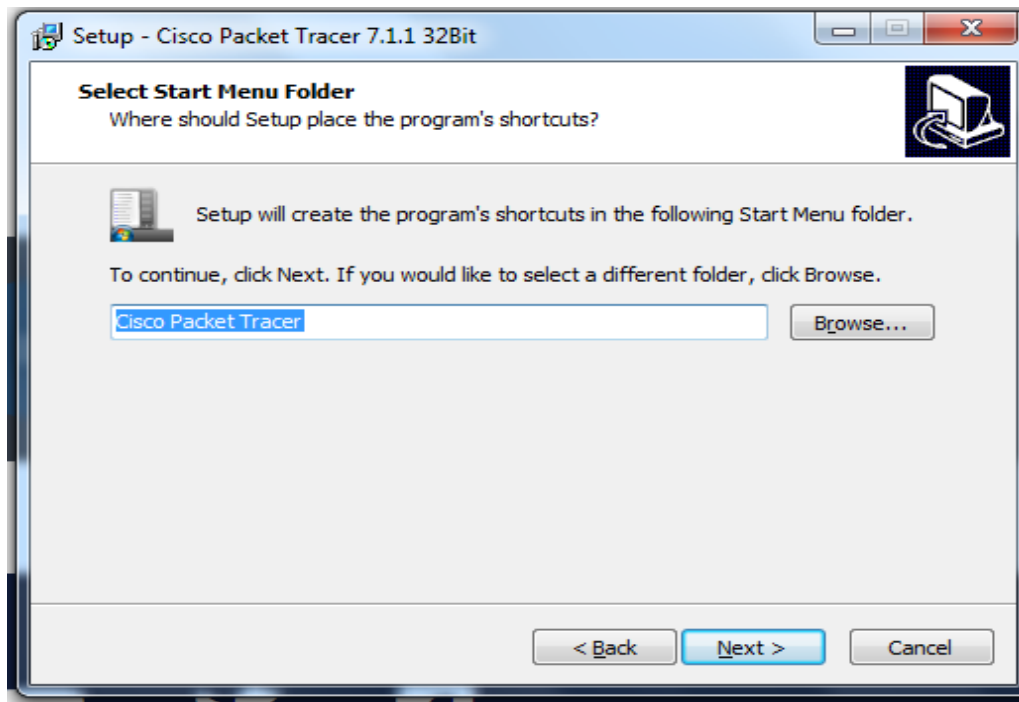 Setup - Cisco Packet Tracer 7.1.1 32Bit
Select Start Menu Folder
Where should Setup place the program's shortcuts?
Setup will create the program's shortcuts in the following Start Menu folder.
To continue, click Next. If you would like to select a different folder, click Browse.
Cisco Packet Tracer
Browse...
< Back
Next >
Cancel